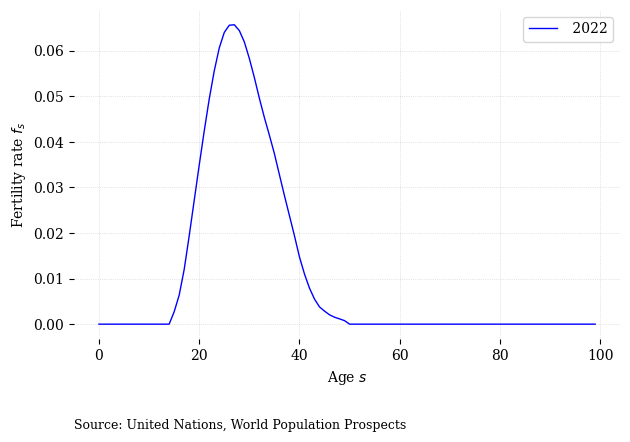 2022
0.06
0.05
0.04
0.03
0.02
0.01
0.00
Fertility rate f_s
0 20 40 60 80 100
Age s
Source: United Nations, World Population Prospects